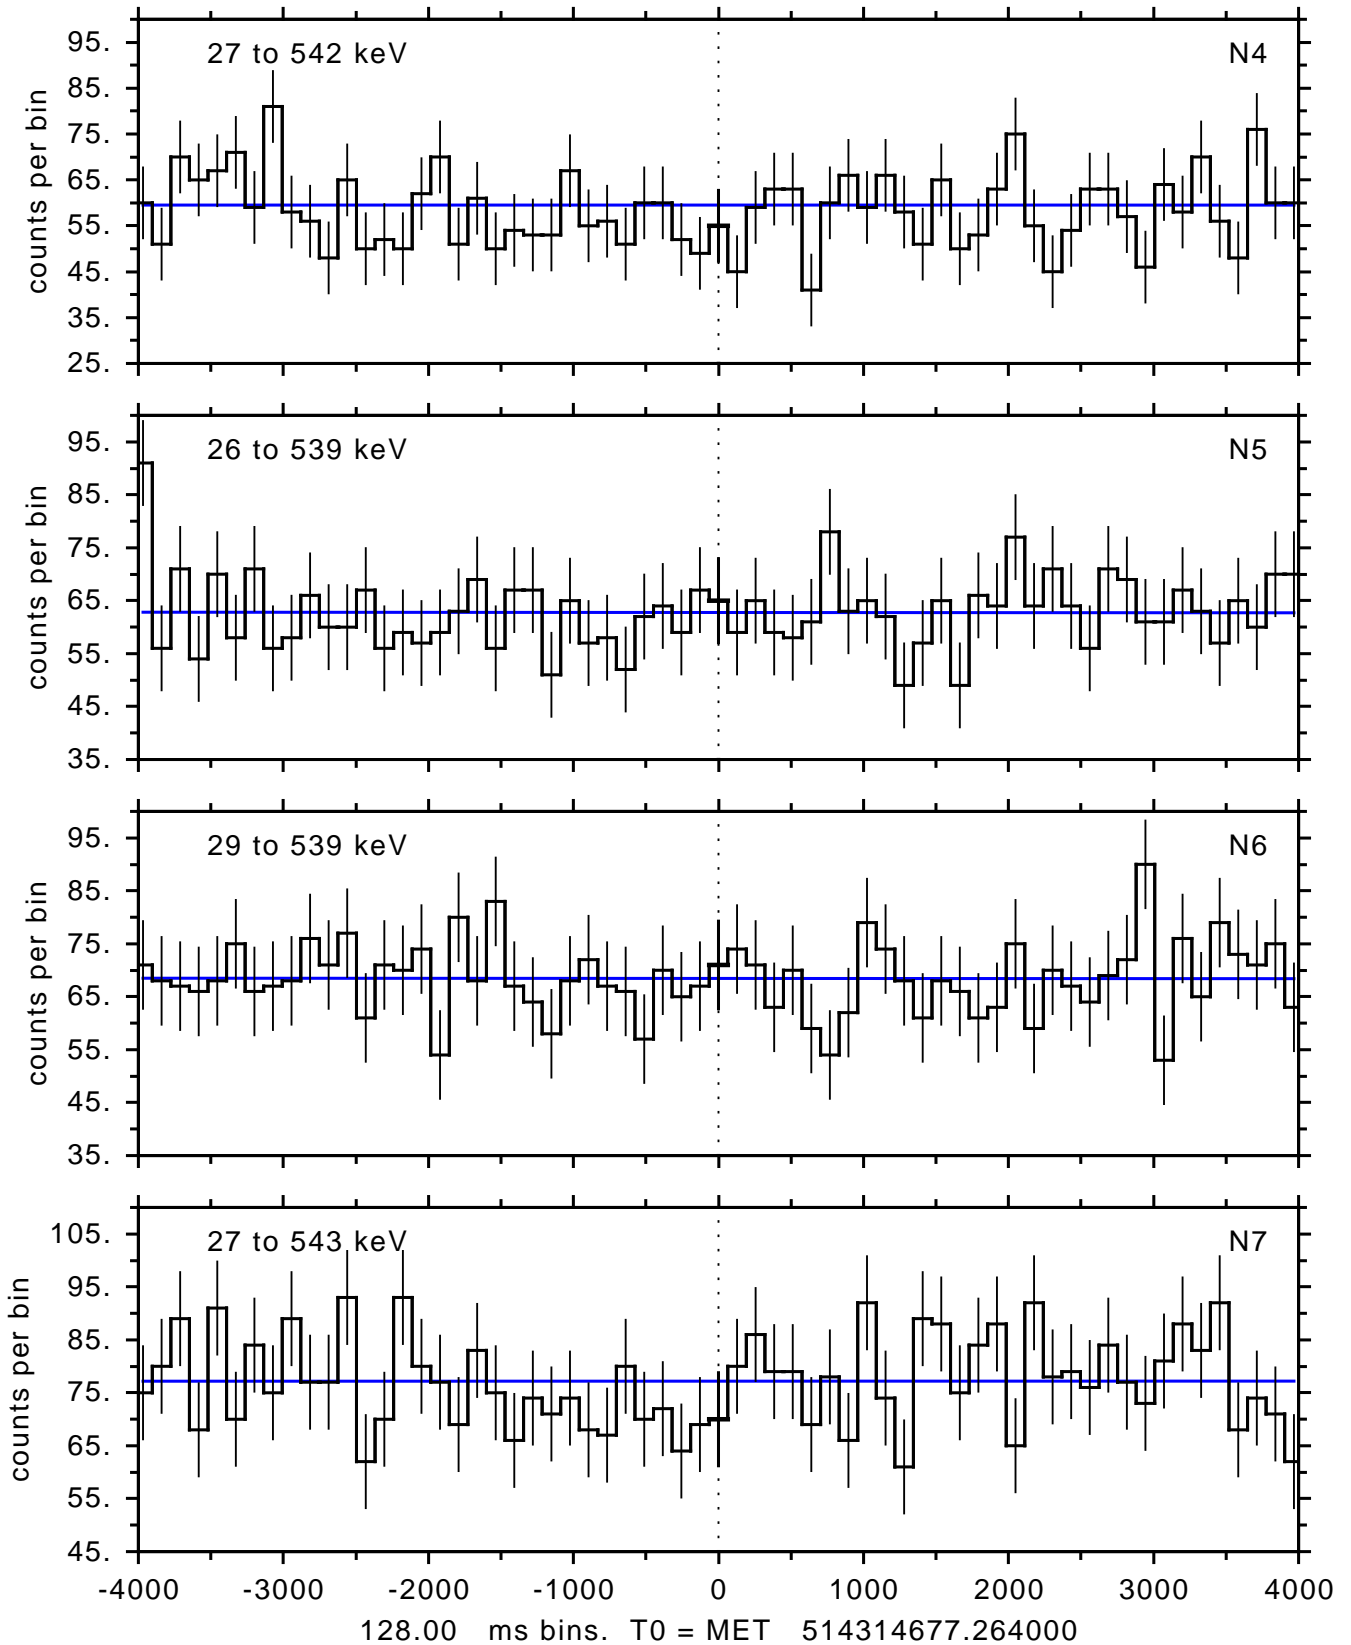 27 to 542 keV N4
counts per bin
95.
85.
75.
65.
55.
45.
35.
25.
26 to 539 keV N5
counts per bin
95.
85.
75.
65.
55.
45.
35.
29 to 539 keV N6
counts per bin
95.
85.
75.
65.
55.
45.
35.
27 to 543 keV N7
counts per bin
105.
95.
85.
75.
65.
55.
45.
-4000 -3000 -2000 -1000 0 1000 2000 3000 4000
128.00 ms bins. T0 = MET 514314677.264000